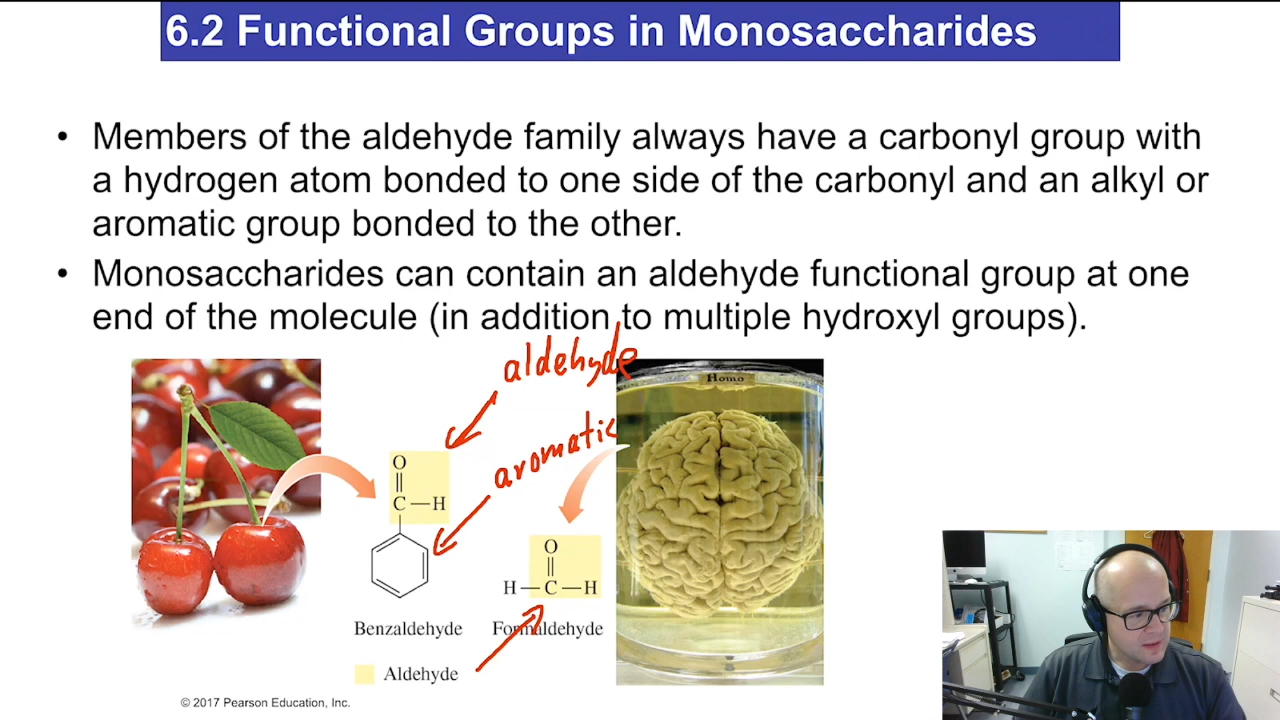 6.2 Functional Groups in Monosaccharides
• Members of the aldehyde family always have a carbonyl group with
a hydrogen atom bonded to one side of the carbonyl and an alkyl or
aromatic group bonded to the other.
• Monosaccharides can contain an aldehyde functional group at one
end of the molecule (in addition to multiple hydroxyl groups).
aldehyde
Homo
aromatic
O
C—H
O
H—C—H
Benzaldehyde
Formaldehyde
Aldehyde
© 2017 Pearson Education, Inc.